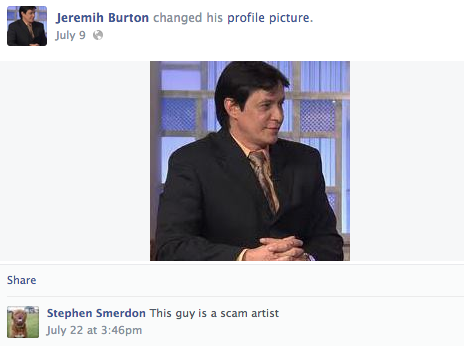 Jeremih Burton changed his profile picture.
July 9
Share
Stephen Smerdon This guy is a scam artist
July 22 at 3:46pm